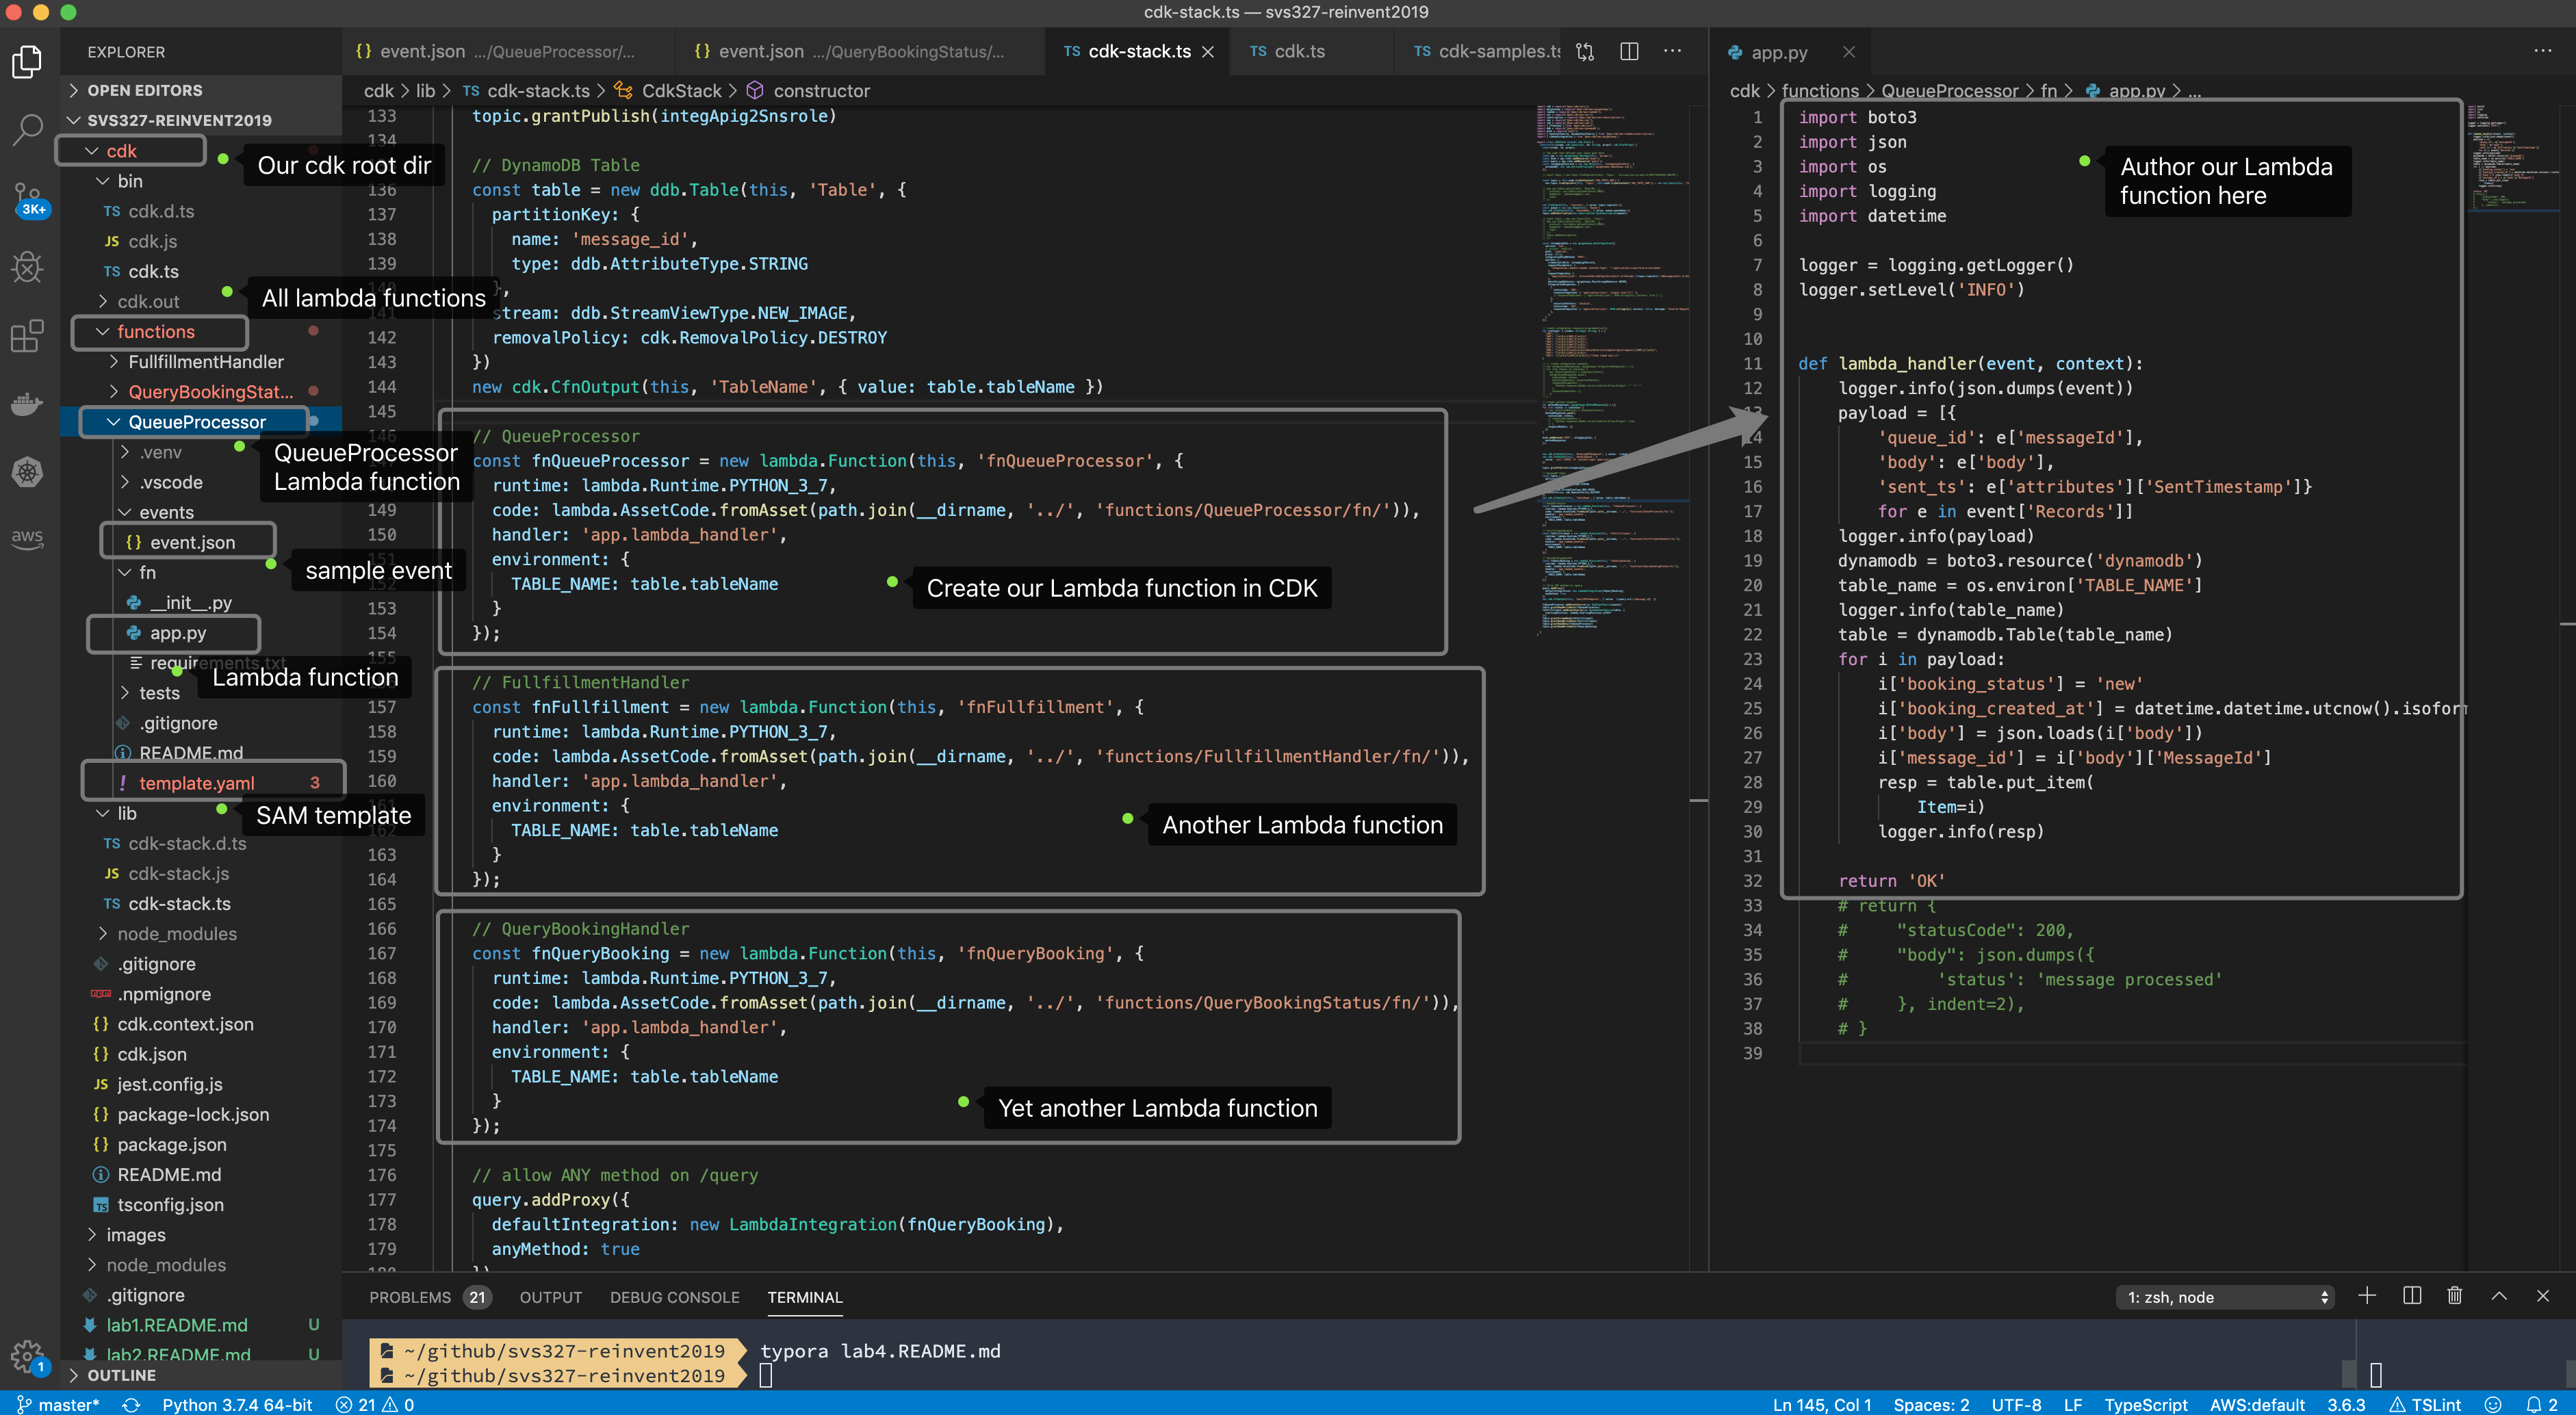 cdk-stack.ts — svs327-reinvent2019
EXPLORER
OPEN EDITORS
SVS327-REINVENT2019
cdk
Our cdk root dir
bin
TS cdk.d.ts
JS cdk.js
TS cdk.ts
cdk.out
All lambda functions
functions
FullfillmentHandler
QueryBookingStat...
QueueProcessor
.venv
QueueProcessor
Lambda function
.vscode
events
{} event.json
sample event
fn
__init__.py
app.py
requirements.txt
Lambda function
tests
.gitignore
README.md
! template.yaml 3
SAM template
lib
TS cdk-stack.d.ts
JS cdk-stack.js
TS cdk-stack.ts
node_modules
.gitignore
.npmignore
{} cdk.context.json
{} cdk.json
JS jest.config.js
{} package-lock.json
{} package.json
README.md
tsconfig.json
images
node_modules
.gitignore
lab1.README.md U
lab2.README.md U
OUTLINE
3K+
aws
1
{} event.json .../QueueProcessor/...
{} event.json .../QueryBookingStatus/...
TS cdk-stack.ts
TS cdk.ts
TS cdk-samples.ts
cdk > lib > TS cdk-stack.ts > CdkStack > constructor
133 topic.grantPublish(integApig2Snsrole)
134
// DynamoDB Table
136 const table = new ddb.Table(this, 'Table', {
137 partitionKey: {
138 name: 'message_id',
139 type: ddb.AttributeType.STRING
},
stream: ddb.StreamViewType.NEW_IMAGE,
142 removalPolicy: cdk.RemovalPolicy.DESTROY
143 })
144 new cdk.CfnOutput(this, 'TableName', { value: table.tableName })
145
146 // QueueProcessor
const fnQueueProcessor = new lambda.Function(this, 'fnQueueProcessor', {
runtime: lambda.Runtime.PYTHON_3_7,
149 code: lambda.AssetCode.fromAsset(path.join(__dirname, '../', 'functions/QueueProcessor/fn/')),
150 handler: 'app.lambda_handler',
151 environment: {
TABLE_NAME: table.tableName
Create our Lambda function in CDK
153 }
154 });
155
// FullfillmentHandler
157 const fnFullfillment = new lambda.Function(this, 'fnFullfillment', {
158 runtime: lambda.Runtime.PYTHON_3_7,
159 code: lambda.AssetCode.fromAsset(path.join(__dirname, '../', 'functions/FullfillmentHandler/fn/')),
160 handler: 'app.lambda_handler',
161 environment: {
162 TABLE_NAME: table.tableName
Another Lambda function
163 }
164 });
165
166 // QueryBookingHandler
167 const fnQueryBooking = new lambda.Function(this, 'fnQueryBooking', {
168 runtime: lambda.Runtime.PYTHON_3_7,
169 code: lambda.AssetCode.fromAsset(path.join(__dirname, '../', 'functions/QueryBookingStatus/fn/')),
170 handler: 'app.lambda_handler',
171 environment: {
172 TABLE_NAME: table.tableName
173 }
Yet another Lambda function
174 });
175
176 // allow ANY method on /query
177 query.addProxy({
178 defaultIntegration: new LambdaIntegration(fnQueryBooking),
179 anyMethod: true
app.py
cdk > functions > QueueProcessor > fn > app.py > ...
1 import boto3
2 import json
3 import os
4 import logging
5 import datetime
Author our Lambda
function here
6
7 logger = logging.getLogger()
8 logger.setLevel('INFO')
9
10
11 def lambda_handler(event, context):
12 logger.info(json.dumps(event))
13 payload = [{
14 'queue_id': e['messageId'],
15 'body': e['body'],
16 'sent_ts': e['attributes']['SentTimestamp']}
17 for e in event['Records']]
18 logger.info(payload)
19 dynamodb = boto3.resource('dynamodb')
20 table_name = os.environ['TABLE_NAME']
21 logger.info(table_name)
22 table = dynamodb.Table(table_name)
23 for i in payload:
24 i['booking_status'] = 'new'
25 i['booking_created_at'] = datetime.datetime.utcnow().isofor
26 i['body'] = json.loads(i['body'])
27 i['message_id'] = i['body']['MessageId']
28 resp = table.put_item(
29 Item=i)
30 logger.info(resp)
31
32 return 'OK'
33 # return {
34 # "statusCode": 200,
35 # "body": json.dumps({
36 # 'status': 'message processed'
37 # }, indent=2),
38 # }
39
PROBLEMS 21 OUTPUT DEBUG CONSOLE TERMINAL
1: zsh, node
~/github/svs327-reinvent2019 typora lab4.README.md
~/github/svs327-reinvent2019
master* Python 3.7.4 64-bit 21 0
Ln 145, Col 1 Spaces: 2 UTF-8 LF TypeScript AWS:default 3.6.3 TSLint 2